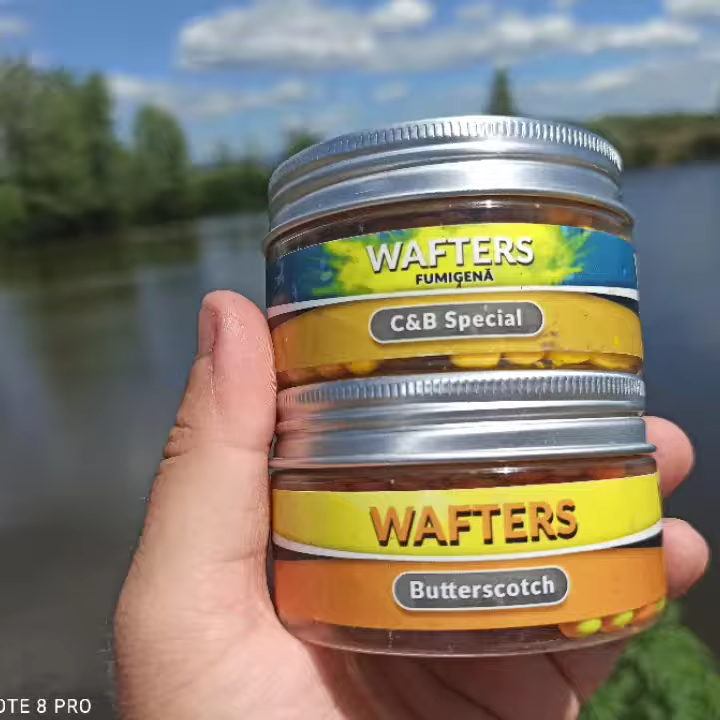 WAFTERS
FUMIGENĂ
C&B Special
WAFTERS
Butterscotch
OTE 8 PRO